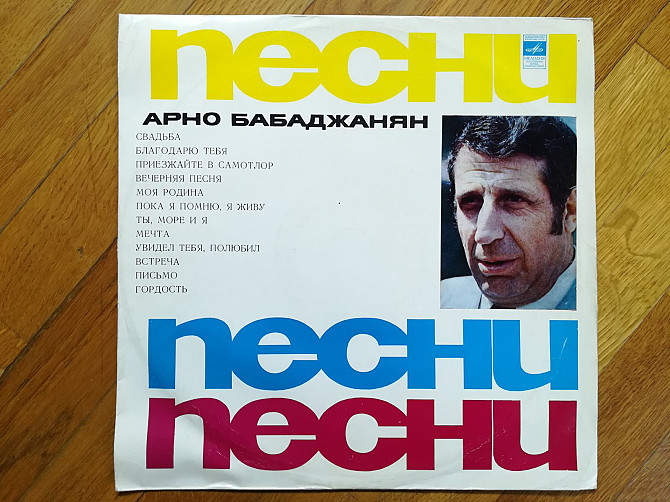 песни
МЕЛОДИЯ
АРНО БАБАДЖАНЯН
СВАДЬБА
БЛАГОДАРЮ ТЕБЯ
ПРИЕЗЖАЙТЕ В САМОТЛОР
ВЕЧЕРНЯЯ ПЕСНЯ
МОЯ РОДИНА
ПОКА Я ПОМНЮ, Я ЖИВУ
ТЫ, МОРЕ И Я
МЕЧТА
УВИДЕЛ ТЕБЯ, ПОЛЮБИЛ
ВСТРЕЧА
ПИСЬМО
ГОРДОСТЬ
песни
песни